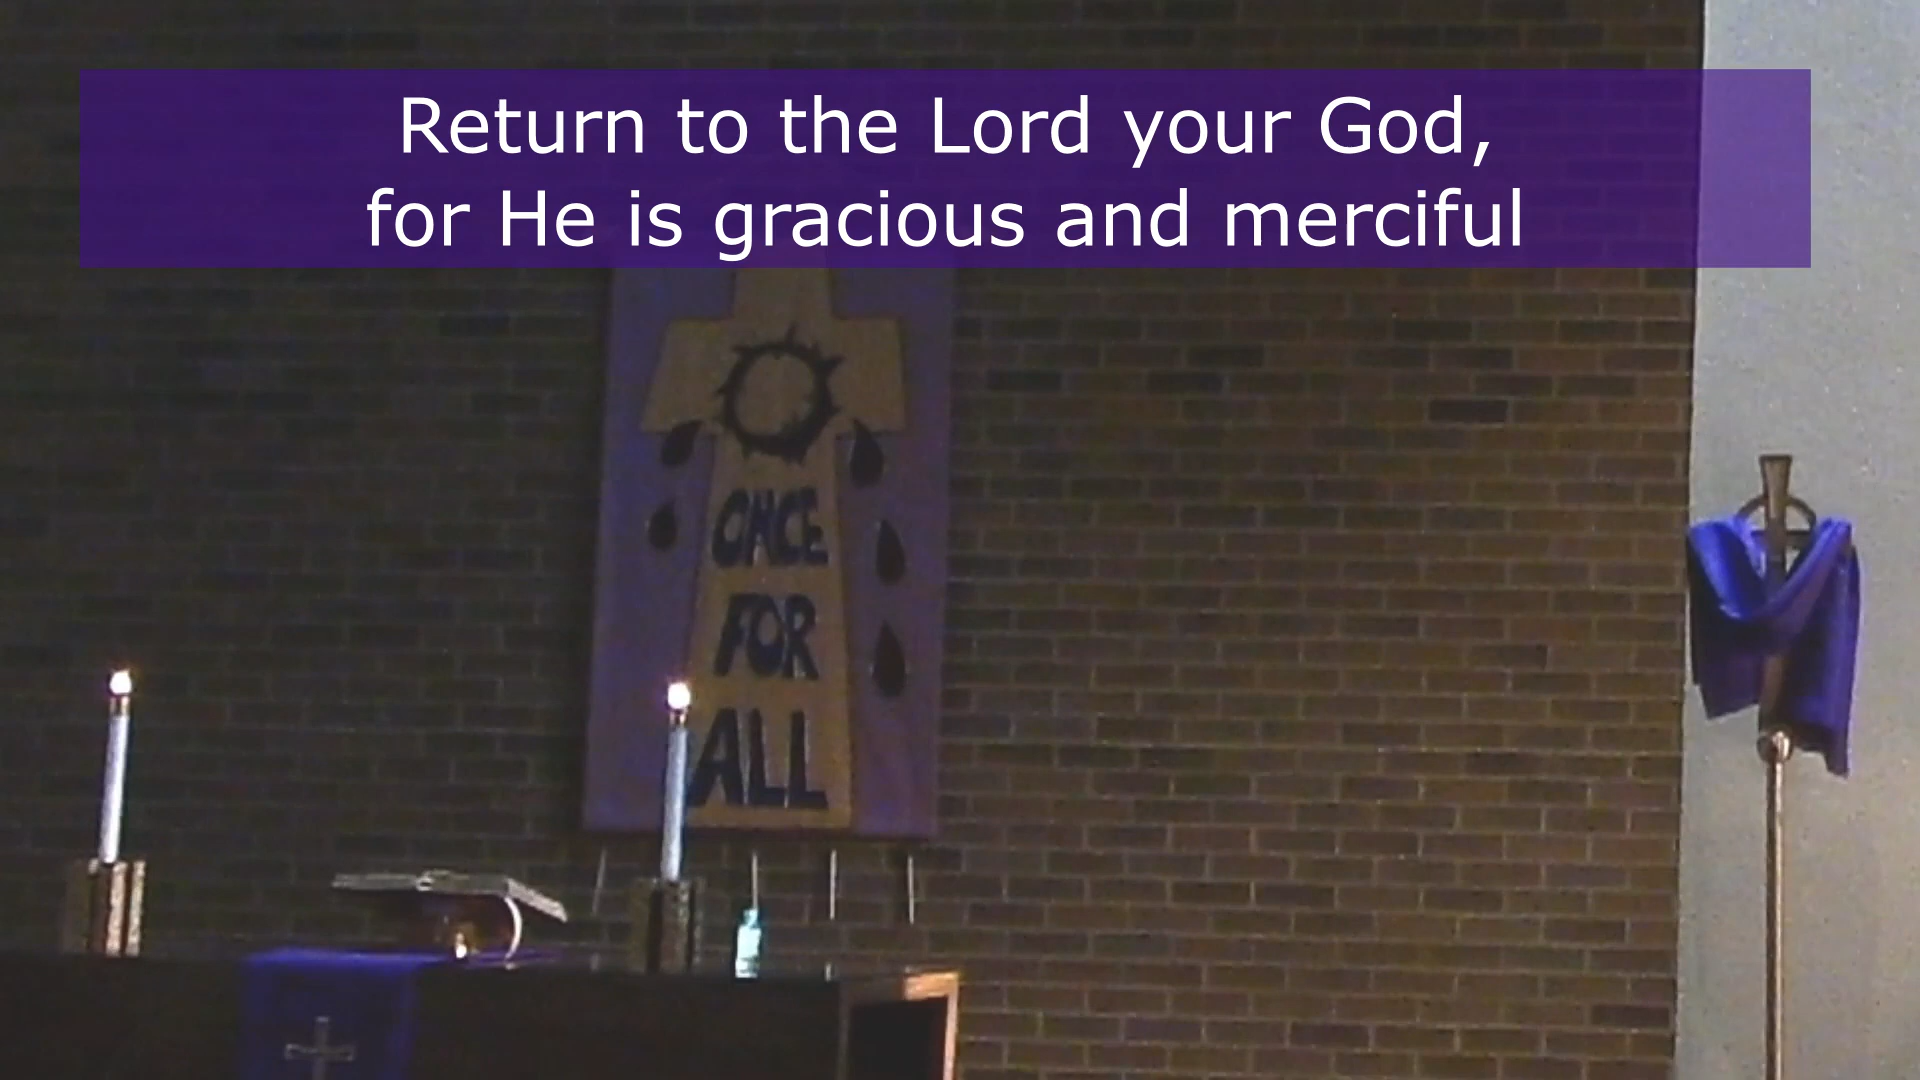 Return to the Lord your God,
for He is gracious and merciful
ONCE
FOR
ALL